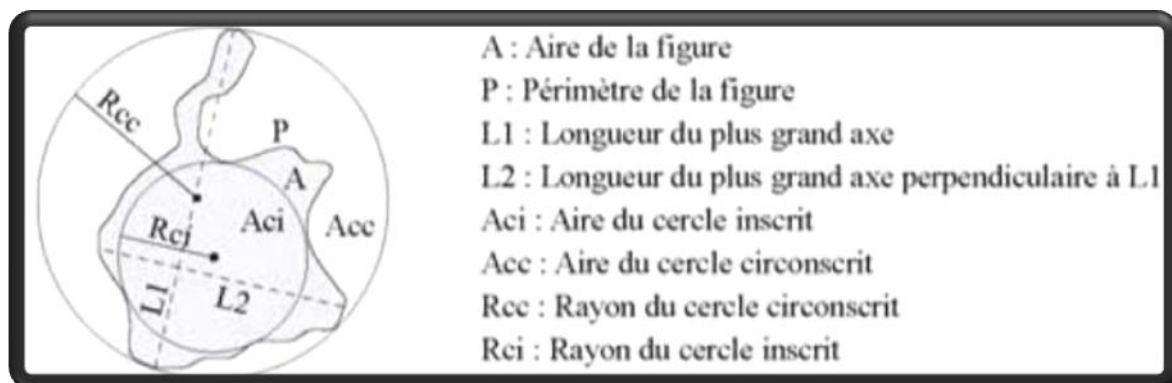 Rcc
P
A
Aci
Acc
Rci
L1
L2
A : Aire de la figure
P : Périmètre de la figure
L1 : Longueur du plus grand axe
L2 : Longueur du plus grand axe perpendiculaire à L1
Aci : Aire du cercle inscrit
Acc : Aire du cercle circonscrit
Rcc : Rayon du cercle circonscrit
Rci : Rayon du cercle inscrit